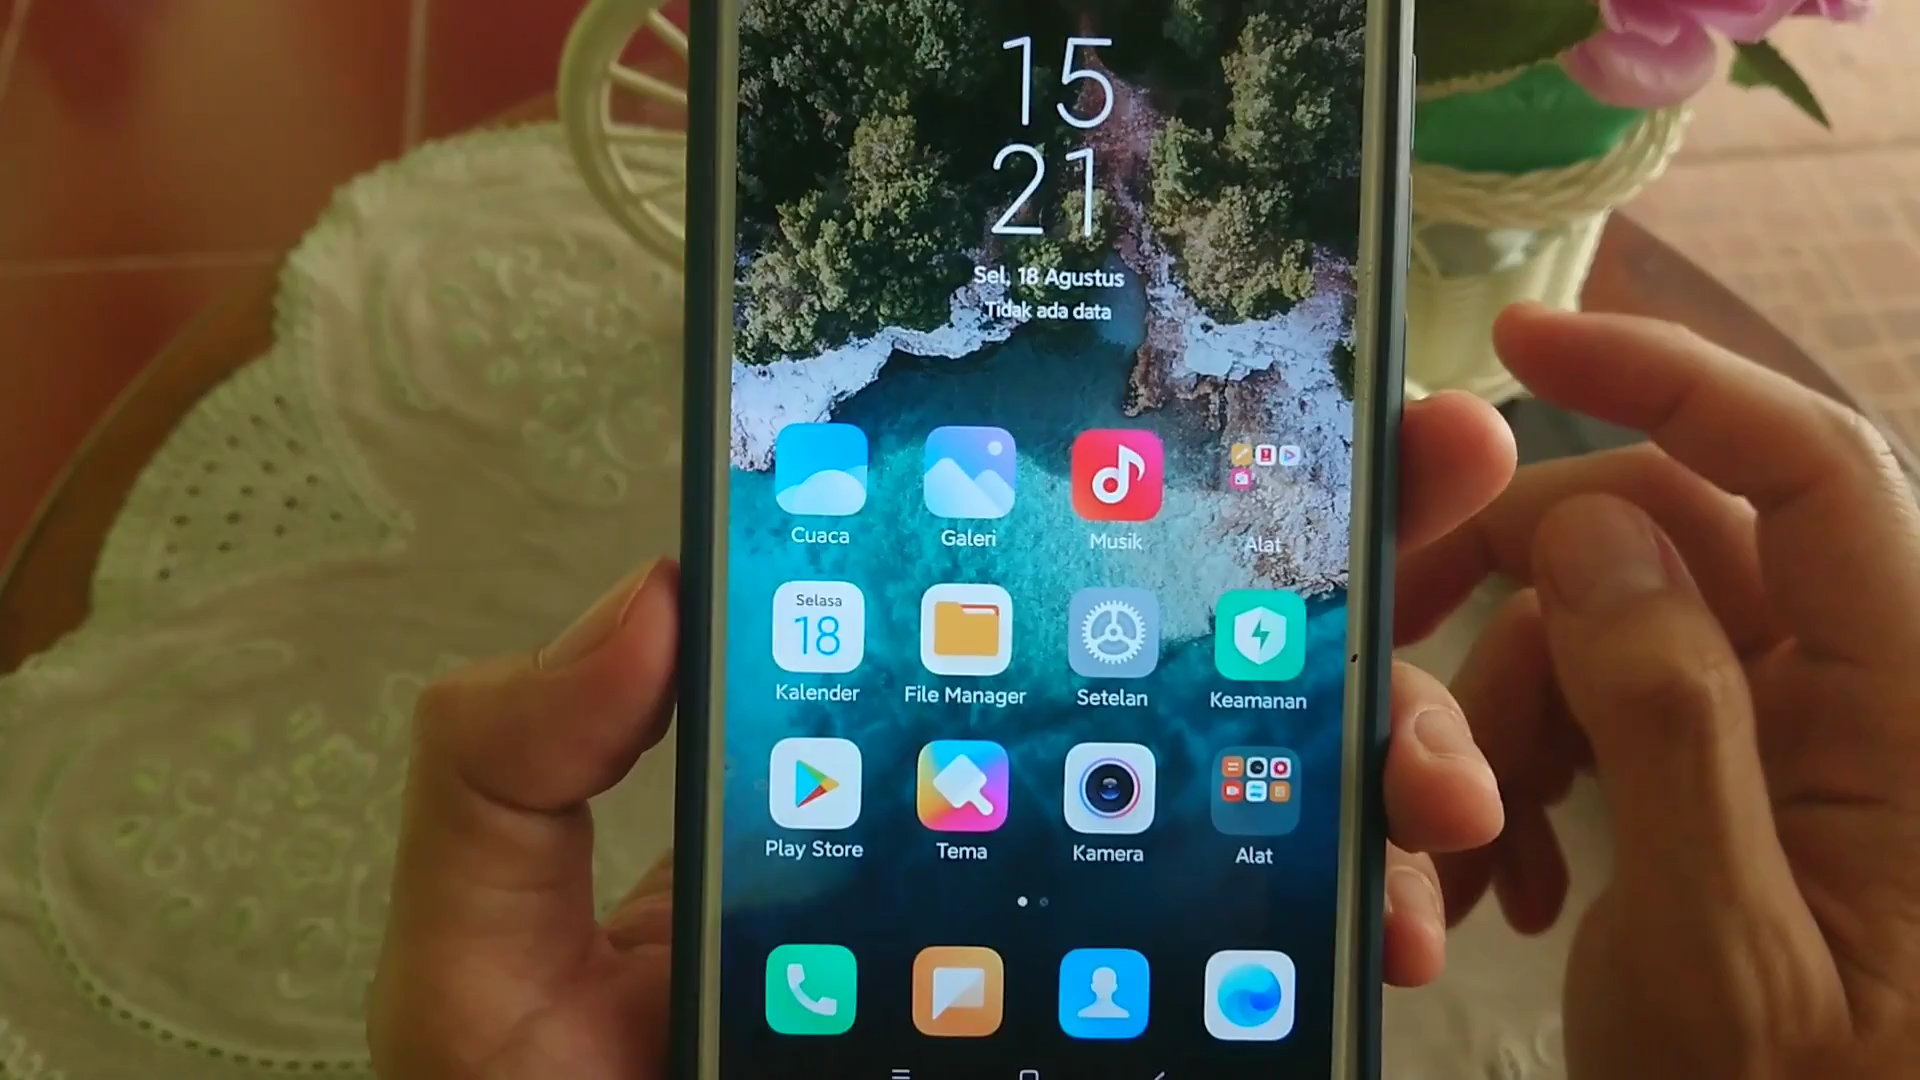 15
21
Sel, 18 Agustus
Tidak ada data
Cuaca
Galeri
Musik
Alat
Selasa
18
Kalender
File Manager
Setelan
Keamanan
Play Store
Tema
Kamera
Alat